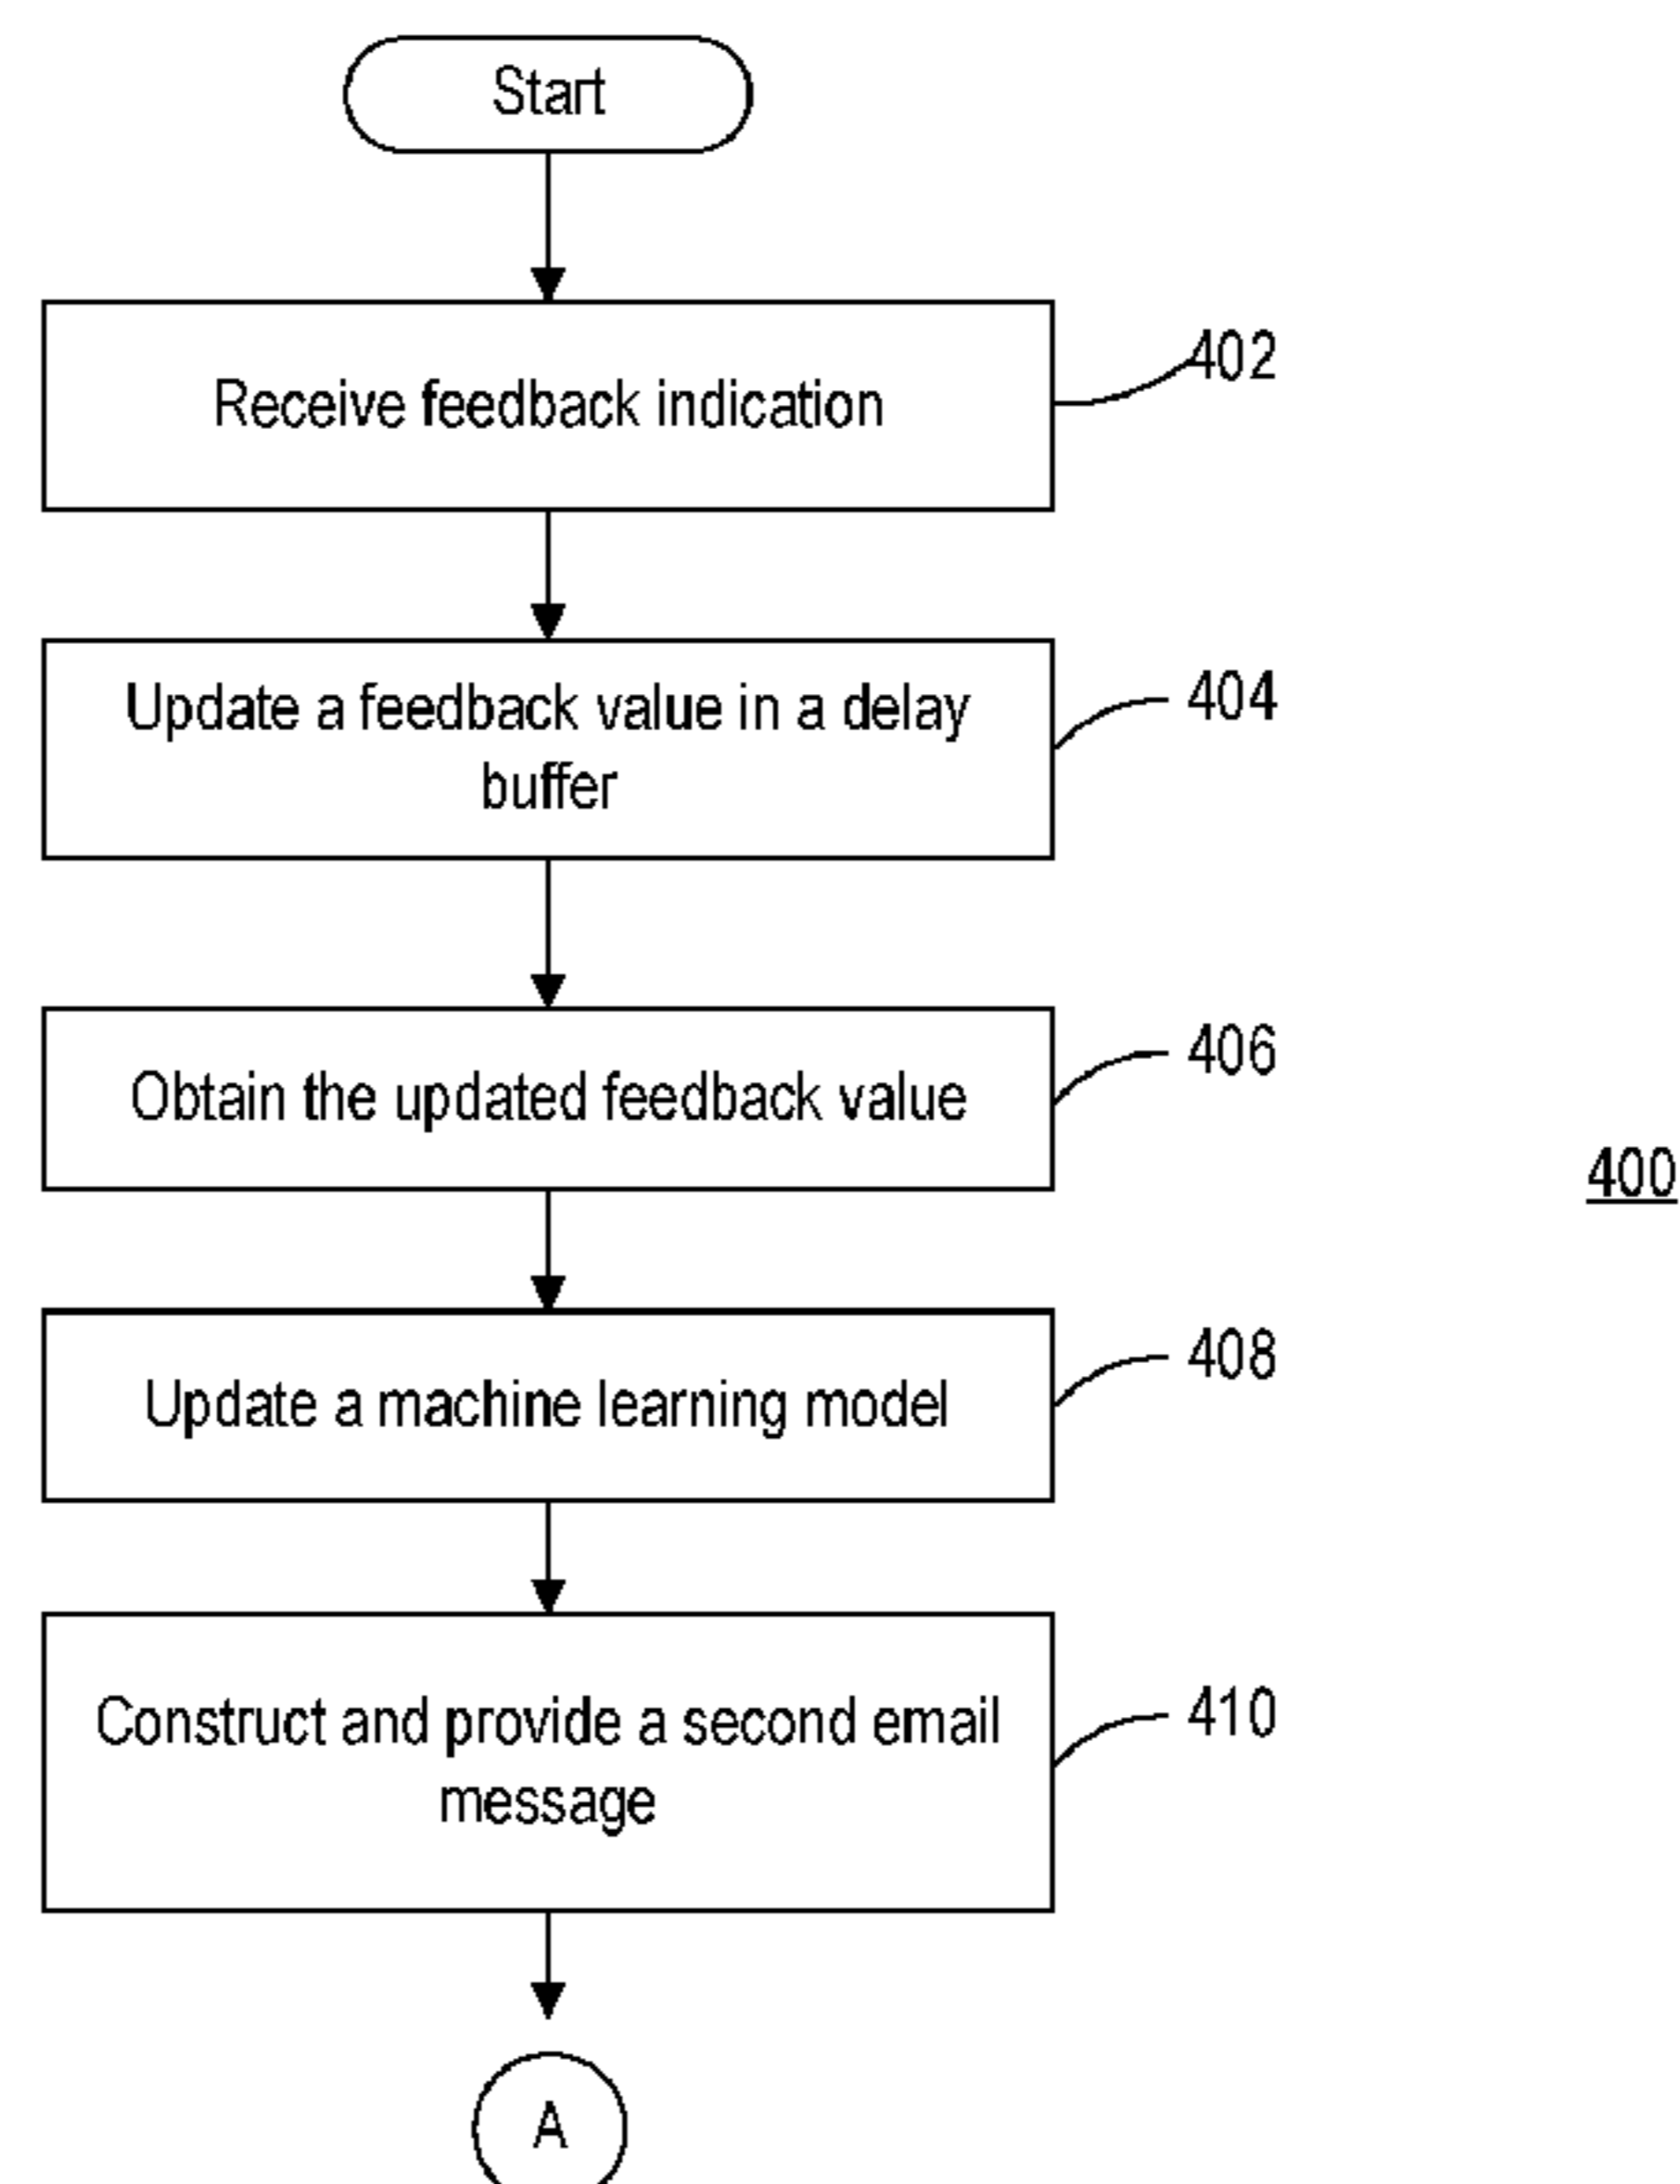 Start
Receive feedback indication
402
Update a feedback value in a delay
buffer
404
Obtain the updated feedback value
406
400
Update a machine learning model
408
Construct and provide a second email
message
410
A